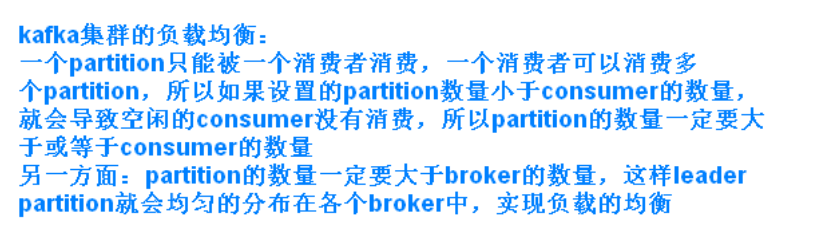 kafka集群的负载均衡：
一个partition只能被一个消费者消费，一个消费者可以消费多
个partition，所以如果设置的partition数量小于consumer的数量，
就会导致空闲的consumer没有消费，所以partition的数量一定要大
于或等于consumer的数量
另一方面：partition的数量一定要大于broker的数量，这样leader
partition就会均匀的分布在各个broker中，实现负载的均衡